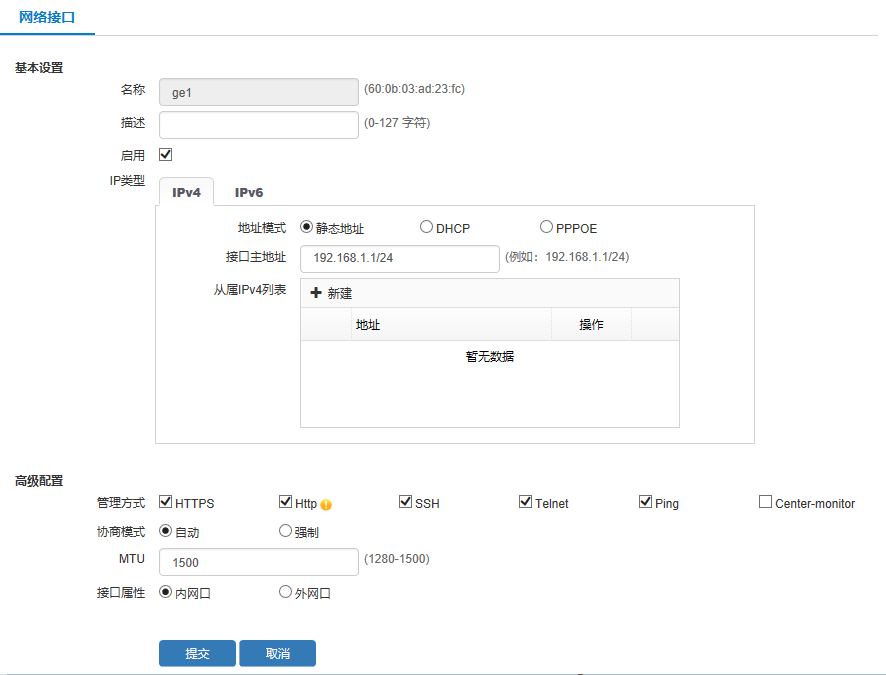 网络接口
基本设置
名称 ge1 (60:0b:03:ad:23:fc)
描述 (0-127 字符)
启用
IP类型 IPv4 IPv6
地址模式 静态地址 DHCP PPPOE
接口主地址 192.168.1.1/24 (例如：192.168.1.1/24)
从属IPv4列表 新建
地址 操作
暂无数据
高级配置
管理方式 HTTPS Http SSH Telnet Ping Center-monitor
协商模式 自动 强制
MTU 1500 (1280-1500)
接口属性 内网口 外网口
提交 取消